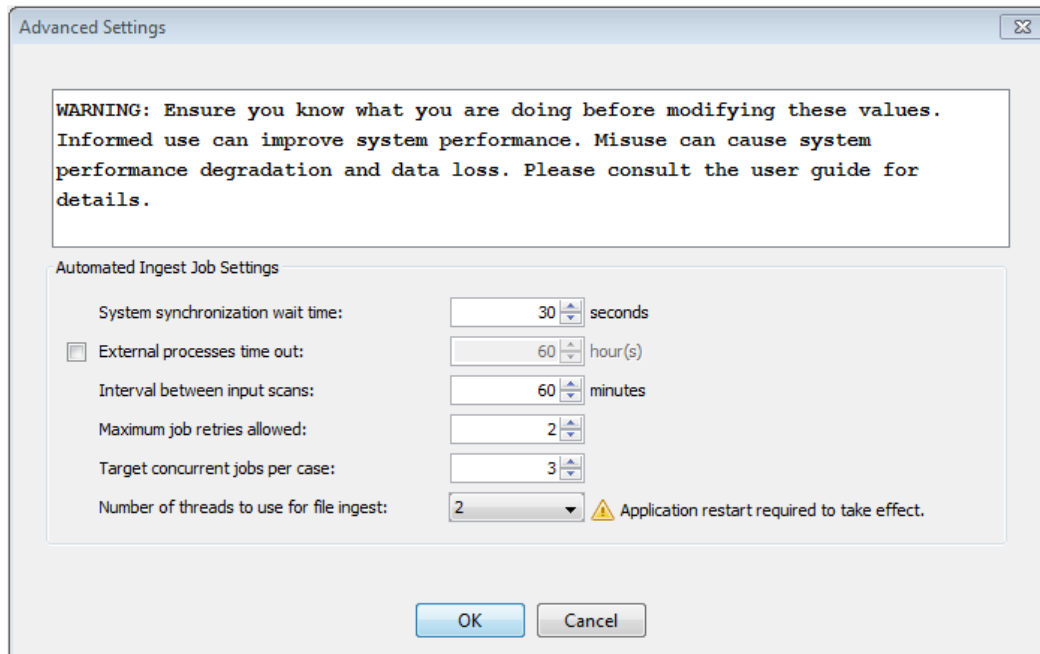 Advanced Settings
WARNING: Ensure you know what you are doing before modifying these values.
Informed use can improve system performance. Misuse can cause system
performance degradation and data loss. Please consult the user guide for
details.
Automated Ingest Job Settings
System synchronization wait time: 30 seconds
External processes time out: 60 hour(s)
Interval between input scans: 60 minutes
Maximum job retries allowed: 2
Target concurrent jobs per case: 3
Number of threads to use for file ingest: 2 Application restart required to take effect.
OK Cancel